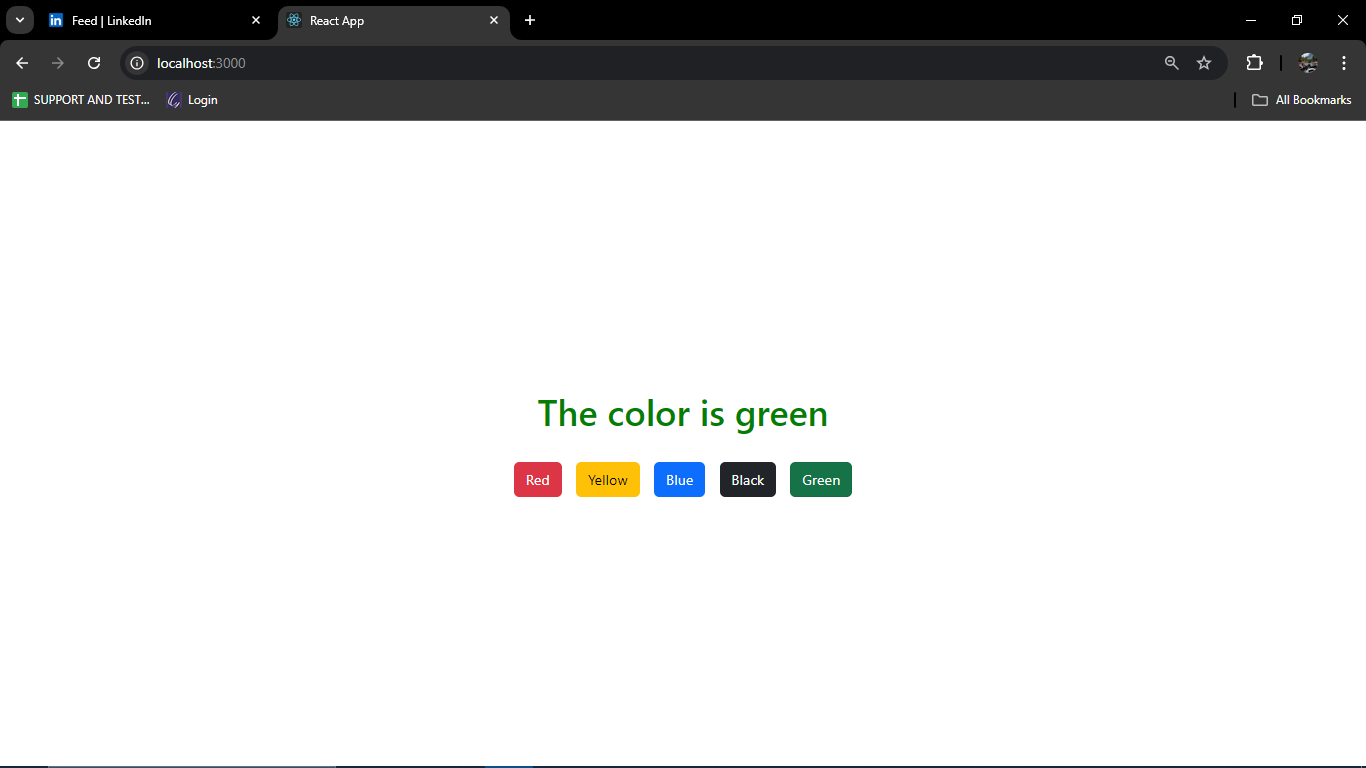 Feed | LinkedIn
React App
localhost:3000
SUPPORT AND TEST...
Login
All Bookmarks
The color is green
Red
Yellow
Blue
Black
Green